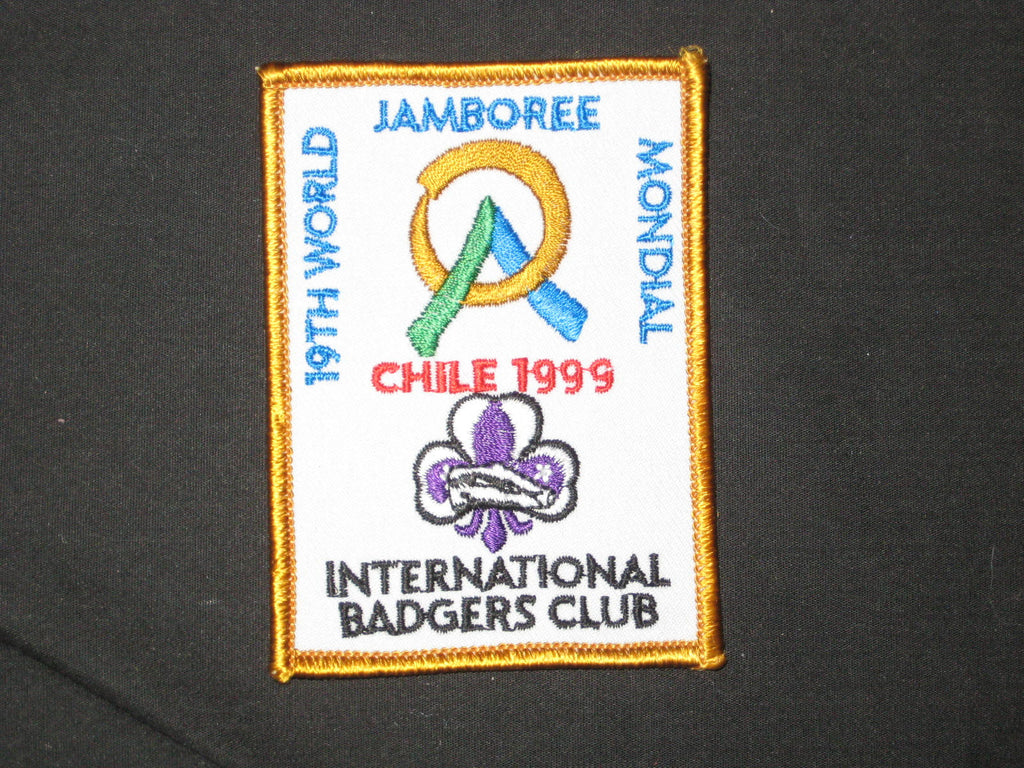 19TH WORLD
JAMBOREE
MONDIAL
CHILE 1999
INTERNATIONAL
BADGERS CLUB